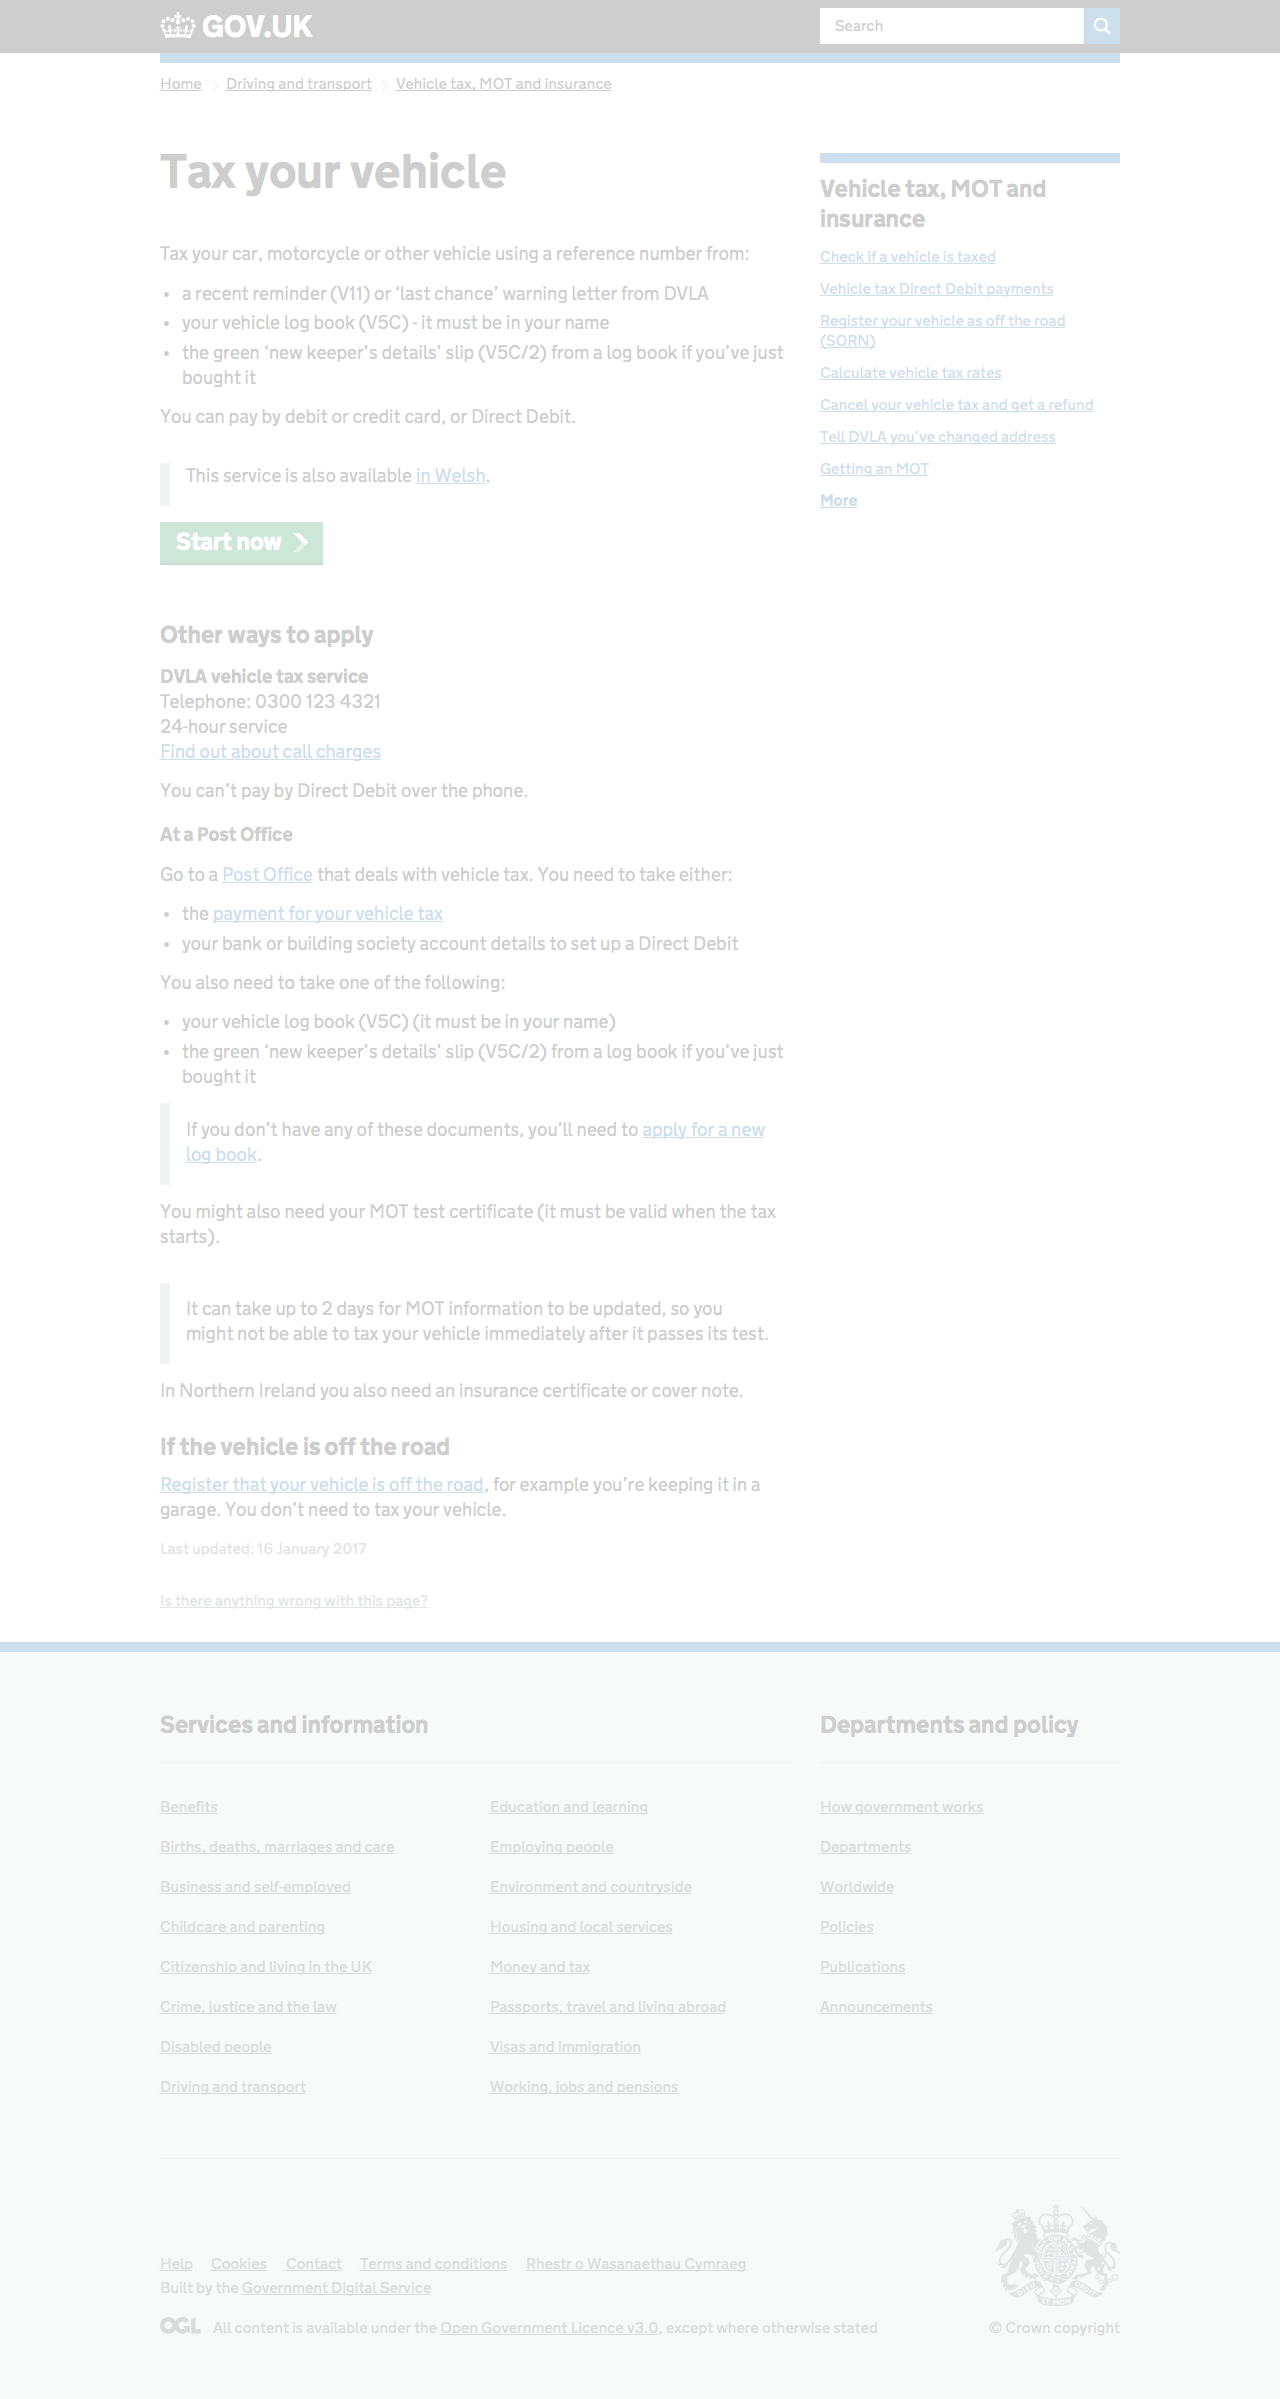 GOV.UK
Search
Home
Driving and transport
Vehicle tax, MOT and insurance
Tax your vehicle
Tax your car, motorcycle or other vehicle using a reference number from:
• a recent reminder (V11) or ‘last chance’ warning letter from DVLA
• your vehicle log book (V5C) - it must be in your name
• the green ‘new keeper’s details’ slip (V5C/2) from a log book if you’ve just
bought it
You can pay by debit or credit card, or Direct Debit.
This service is also available in Welsh.
Start now
Vehicle tax, MOT and
insurance
Check if a vehicle is taxed
Vehicle tax Direct Debit payments
Register your vehicle as off the road
(SORN)
Calculate vehicle tax rates
Cancel your vehicle tax and get a refund
Tell DVLA you’ve changed address
Getting an MOT
More
Other ways to apply
DVLA vehicle tax service
Telephone: 0300 123 4321
24-hour service
Find out about call charges
You can’t pay by Direct Debit over the phone.
At a Post Office
Go to a Post Office that deals with vehicle tax. You need to take either:
• the payment for your vehicle tax
• your bank or building society account details to set up a Direct Debit
You also need to take one of the following:
• your vehicle log book (V5C) (it must be in your name)
• the green ‘new keeper’s details’ slip (V5C/2) from a log book if you’ve just
bought it
If you don’t have any of these documents, you’ll need to apply for a new
log book.
You might also need your MOT test certificate (it must be valid when the tax
starts).
It can take up to 2 days for MOT information to be updated, so you
might not be able to tax your vehicle immediately after it passes its test.
In Northern Ireland you also need an insurance certificate or cover note.
If the vehicle is off the road
Register that your vehicle is off the road, for example you’re keeping it in a
garage. You don’t need to tax your vehicle.
Last updated: 16 January 2017
Is there anything wrong with this page?
Services and information
Benefits
Births, deaths, marriages and care
Business and self-employed
Childcare and parenting
Citizenship and living in the UK
Crime, justice and the law
Disabled people
Driving and transport
Education and learning
Employing people
Environment and countryside
Housing and local services
Money and tax
Passports, travel and living abroad
Visas and immigration
Working, jobs and pensions
Departments and policy
How government works
Departments
Worldwide
Policies
Publications
Announcements
Help Cookies Contact Terms and conditions Rhestr o Wasanaethau Cymraeg
Built by the Government Digital Service
OGL All content is available under the Open Government Licence v3.0, except where otherwise stated
© Crown copyright